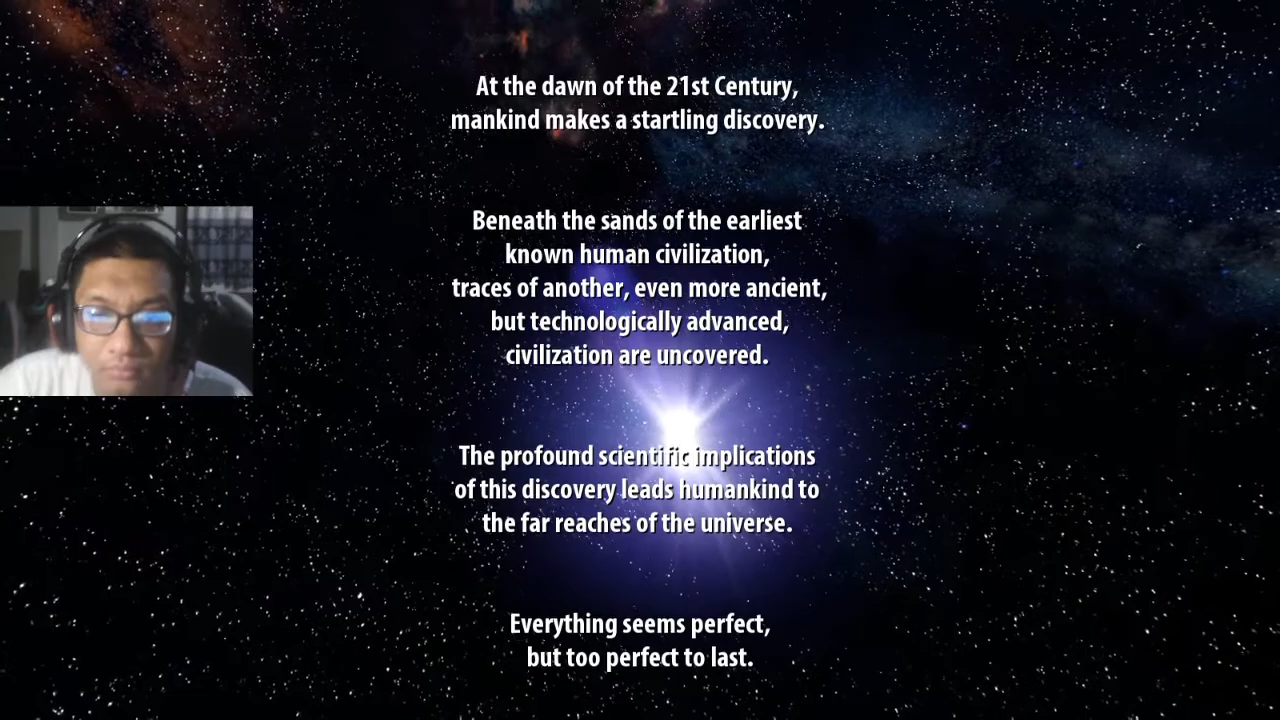 At the dawn of the 21st Century,
mankind makes a startling discovery.
Beneath the sands of the earliest
known human civilization,
traces of another, even more ancient,
but technologically advanced,
civilization are uncovered.
The profound scientific implications
of this discovery leads humankind to
the far reaches of the universe.
Everything seems perfect,
but too perfect to last.